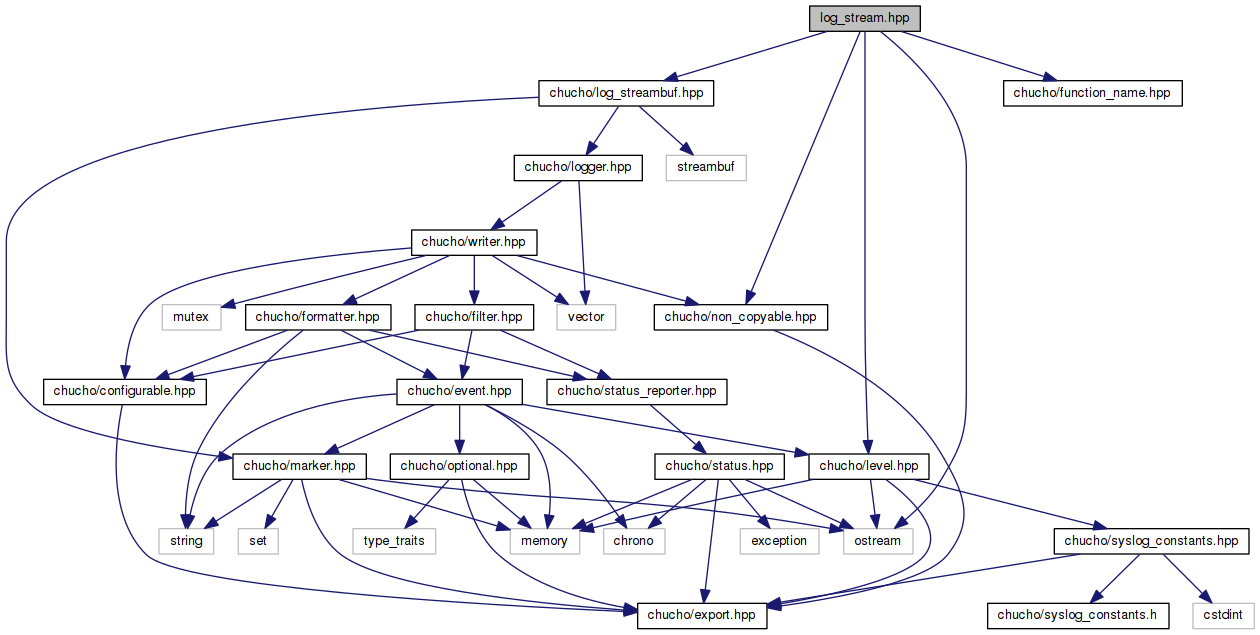 log_stream.hpp
chucho/log_streambuf.hpp
chucho/function_name.hpp
chucho/logger.hpp
streambuf
chucho/writer.hpp
mutex
chucho/formatter.hpp
chucho/filter.hpp
vector
chucho/non_copyable.hpp
chucho/configurable.hpp
chucho/event.hpp
chucho/status_reporter.hpp
chucho/marker.hpp
chucho/optional.hpp
chucho/status.hpp
chucho/level.hpp
string
set
type_traits
memory
chrono
exception
ostream
chucho/syslog_constants.hpp
chucho/export.hpp
chucho/syslog_constants.h
cstdint